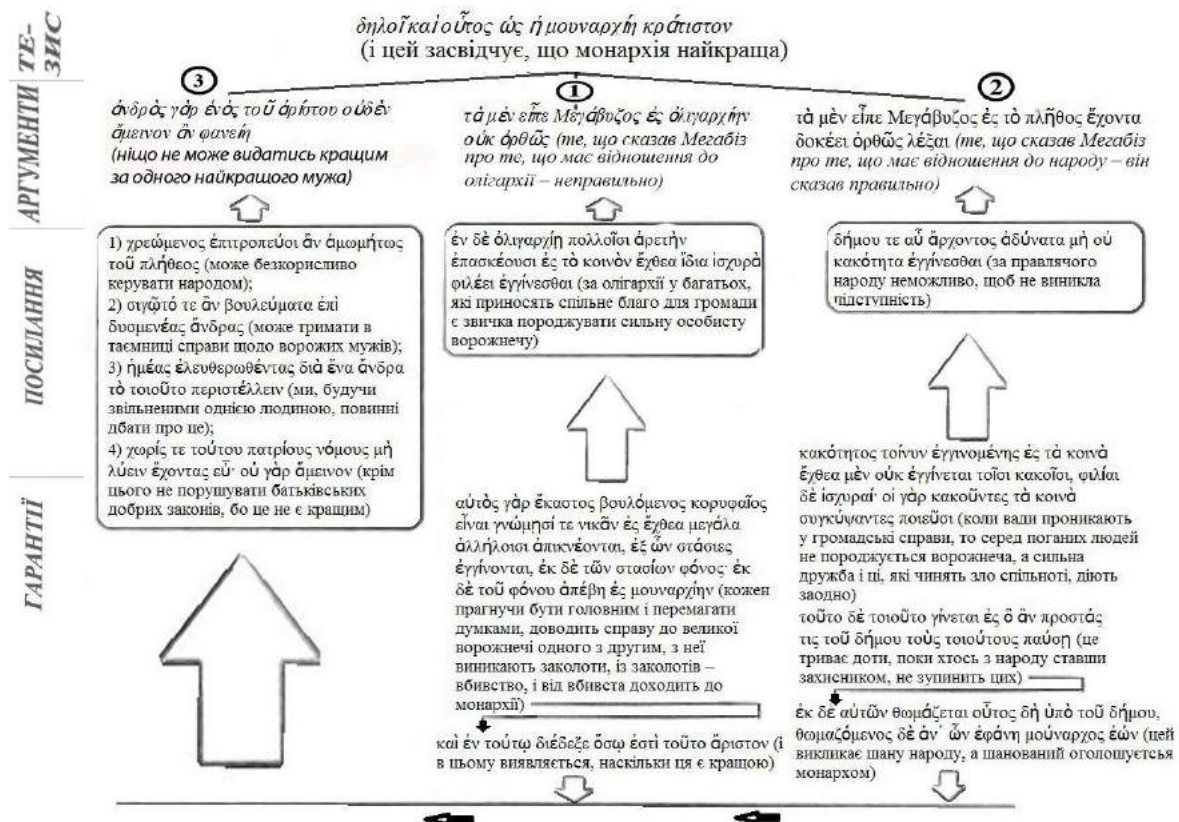 ТЕ-
ЗИС
δηλοῖ καὶ οὗτος ὡς ἡ μουναρχίη κράτιστον
(і цей засвідчує, що монархія найкраща)
АРГУМЕНТИ
3
ἀνδρὸς γὰρ ἑνὸς τοῦ ἀρίστου οὐδὲν
ἄμεινον ἂν φανείη
(ніщо не може видатись кращим
за одного найкращого мужа)
1
τὰ μὲν εἶπε Μεγάβυζος ἐς ὀλιγαρχίην
οὐκ ὀρθῶς (те, що сказав Мегабіз
про те, що має відношення до
олігархії – неправильно)
2
τὰ μὲν εἶπε Μεγάβυζος ἐς τὸ πλῆθος ἔχοντα
δοκέει ὀρθῶς λέξαι (те, що сказав Мегабіз
про те, що має відношення до народу – він
сказав правильно)
ПОСИЛАННЯ
1) χρεώμενος ἐπιτροπεύοι ἂν ἀμωμήτως
τοῦ πλήθεος (може безкорисливо
керувати народом);
2) σιγῷτό τε ἂν βουλεύματα ἐπὶ
δυσμενέας ἄνδρας (може тримати в
таємниці справи щодо ворожих мужів);
3) ἡμέας ἐλευθερωθέντας διὰ ἕνα ἄνδρα
τὸ τοιοῦτο περιστέλλειν (ми, будучи
звільненими однією людиною, повинні
дбати про це);
4) χωρίς τε τούτου πατρίους νόμους μὴ
λύειν ἔχοντας εὖ· οὐ γὰρ ἄμεινον (крім
цього не порушувати батьківських
добрих законів, бо це не є кращим)
ἐν δὲ ὀλιγαρχίῃ πολλοῖσι ἀρετὴν
ἐπασκέουσι ἐς τὸ κοινὸν ἔχθεα ἴδια ἰσχυρὰ
φιλέει ἐγγίνεσθαι (за олігархії у багатьох,
які приносять спільне благо для громади
є звичка породжувати сильну особисту
ворожнечу)
δήμου τε αὖ ἄρχοντος ἀδύνατα μὴ οὐ
κακότητα ἐγγίνεσθαι (за правлячого
народу неможливо, щоб не виникла
підступність)
ГАРАНТІЇ
αὐτὸς γὰρ ἕκαστος βουλόμενος κορυφαῖος
εἶναι γνώμῃσί τε νικᾶν ἐς ἔχθεα μεγάλα
ἀλλήλοισι ἀπικνέονται, ἐξ ὧν στάσιες
ἐγγίνονται, ἐκ δὲ τῶν στασίων φόνος· ἐκ
δὲ τοῦ φόνου ἀπέβη ἐς μουναρχίην (кожен
прагнучи бути головним і перемагати
думками, доводить справу до великої
ворожнечі одного з другим, з неї
виникають заколоти, із заколотів –
вбивство, і від вбивста доходить до
монархії)
καὶ ἐν τούτῳ διέδεξε ὅσῳ ἐστὶ τοῦτο ἄριστον (і
в цьому виявляється, наскільки ця є кращою)
κακότητος τοίνυν ἐγγινομένης ἐς τὰ κοινὰ
ἔχθεα μὲν οὐκ ἐγγίνεται τοῖσι κακοῖσι, φιλίαι
δὲ ἰσχυραί· οἱ γὰρ κακοῦντες τὰ κοινὰ
συγκύψαντες ποιεῦσι (коли вади проникають
у громадські справи, то серед поганих людей
не породжується ворожнеча, а сильна
дружба і ці, які чинять зло спільноті, діють
заодно)
τοῦτο δὲ τοιοῦτο γίνεται ἐς ὃ ἂν προστάς
τις τοῦ δήμου τοὺς τοιούτους παύσῃ (це
триває доти, поки хтось з народу ставши
захисником, не зупинить цих)
ἐκ δὲ αὐτῶν θωμάζεται οὗτος δὴ ὑπὸ τοῦ δήμου,
θωμαζόμενος δὲ ἀν᾽ ὧν ἐφάνη μούναρχος ἐών (цей
викликає шану народу, а шанований оголошуєтсья
монархом)